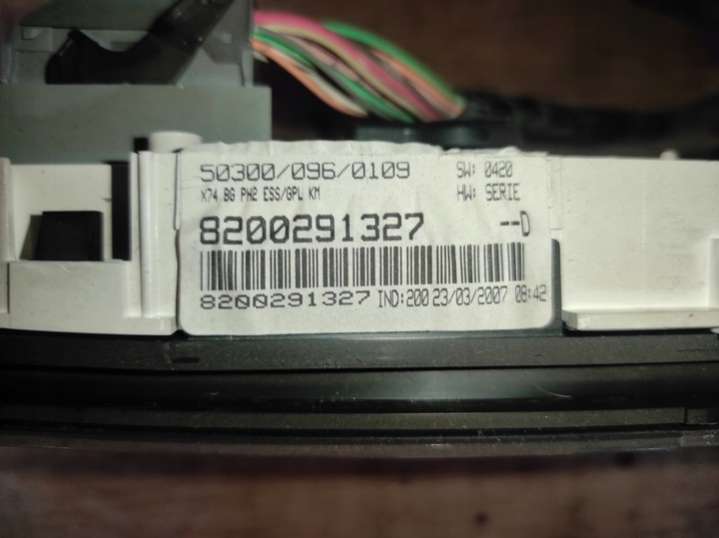 50300/096/0109 SW: 0420
X74 BG PH2 ESS/GPL KM HW: SERIE
8200291327 --D
8200291327 IND:200 23/03/2007 08:42